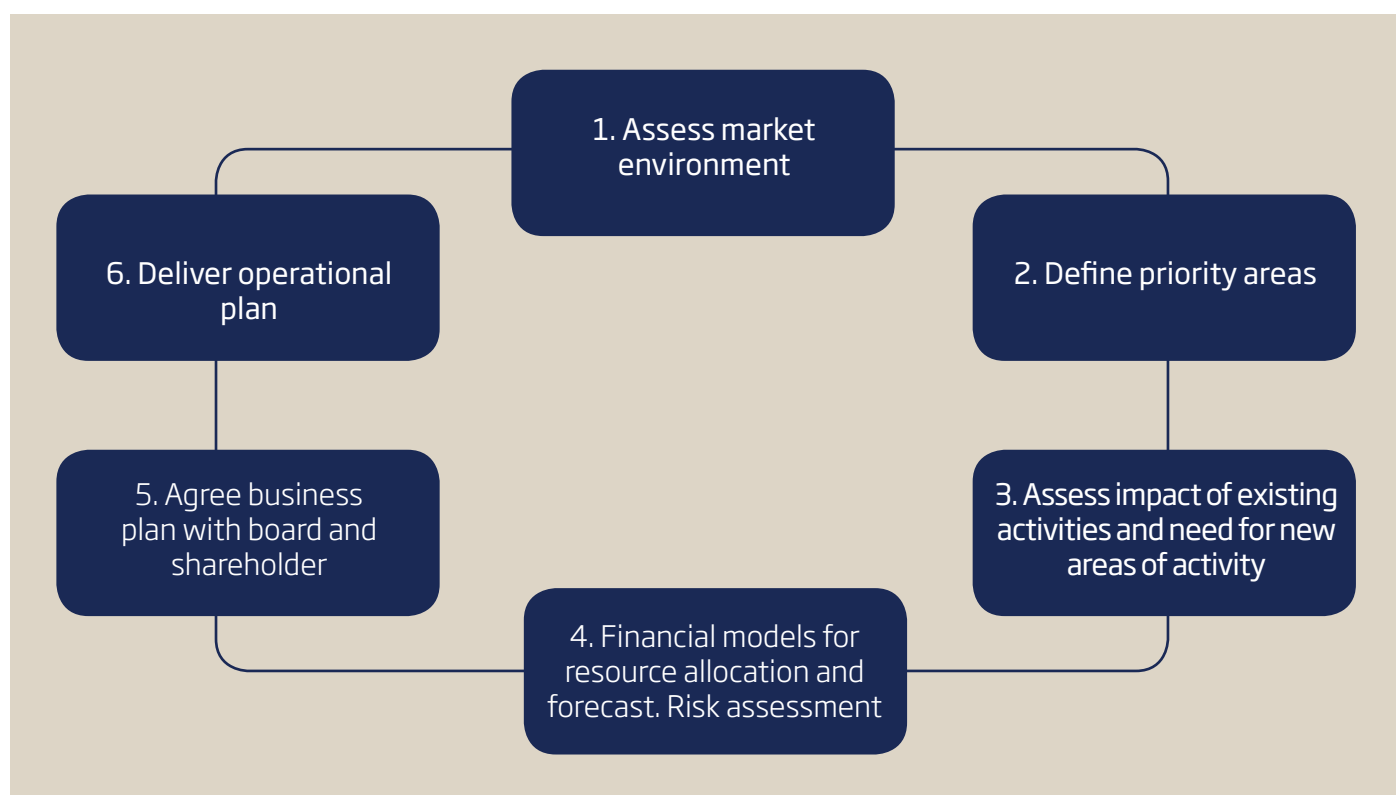 1. Assess market
environment
2. Define priority areas
3. Assess impact of existing
activities and need for new
areas of activity
4. Financial models for
resource allocation and
forecast. Risk assessment
5. Agree business
plan with board and
shareholder
6. Deliver operational
plan